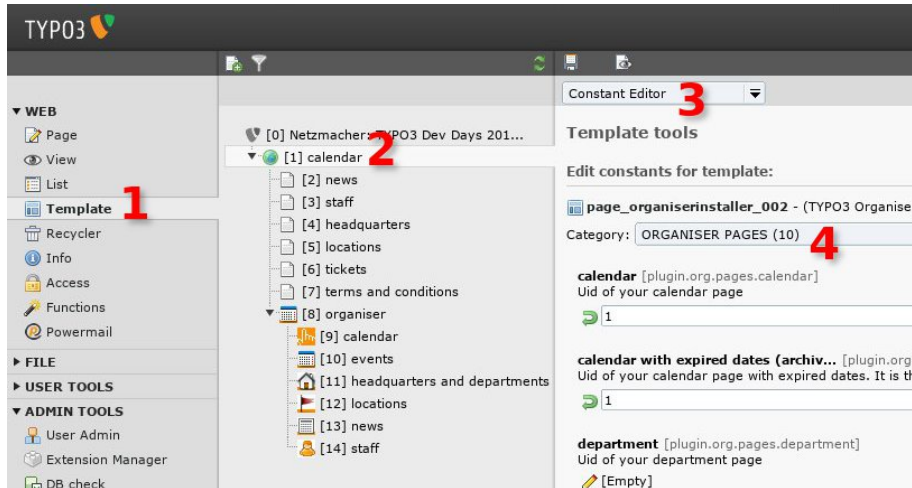 TYPO3
Constant Editor
3
WEB
Page
View
List
Template
1
Recycler
Info
Access
Functions
Powermail
FILE
USER TOOLS
ADMIN TOOLS
User Admin
Extension Manager
DB check
[0] Netzmacher: TYPO3 Dev Days 201...
2
[1] calendar
[2] news
[3] staff
[4] headquarters
[5] locations
[6] tickets
[7] terms and conditions
[8] organiser
[9] calendar
[10] events
[11] headquarters and departments
[12] locations
[13] news
[14] staff
Template tools
Edit constants for template:
page_organiserinstaller_002 - (TYPO3 Organise
Category: ORGANISER PAGES (10)
4
calendar [plugin.org.pages.calendar]
Uid of your calendar page
1
calendar with expired dates (archiv... [plugin.org
Uid of your calendar page with expired dates. It is th
1
department [plugin.org.pages.department]
Uid of your department page
[Empty]